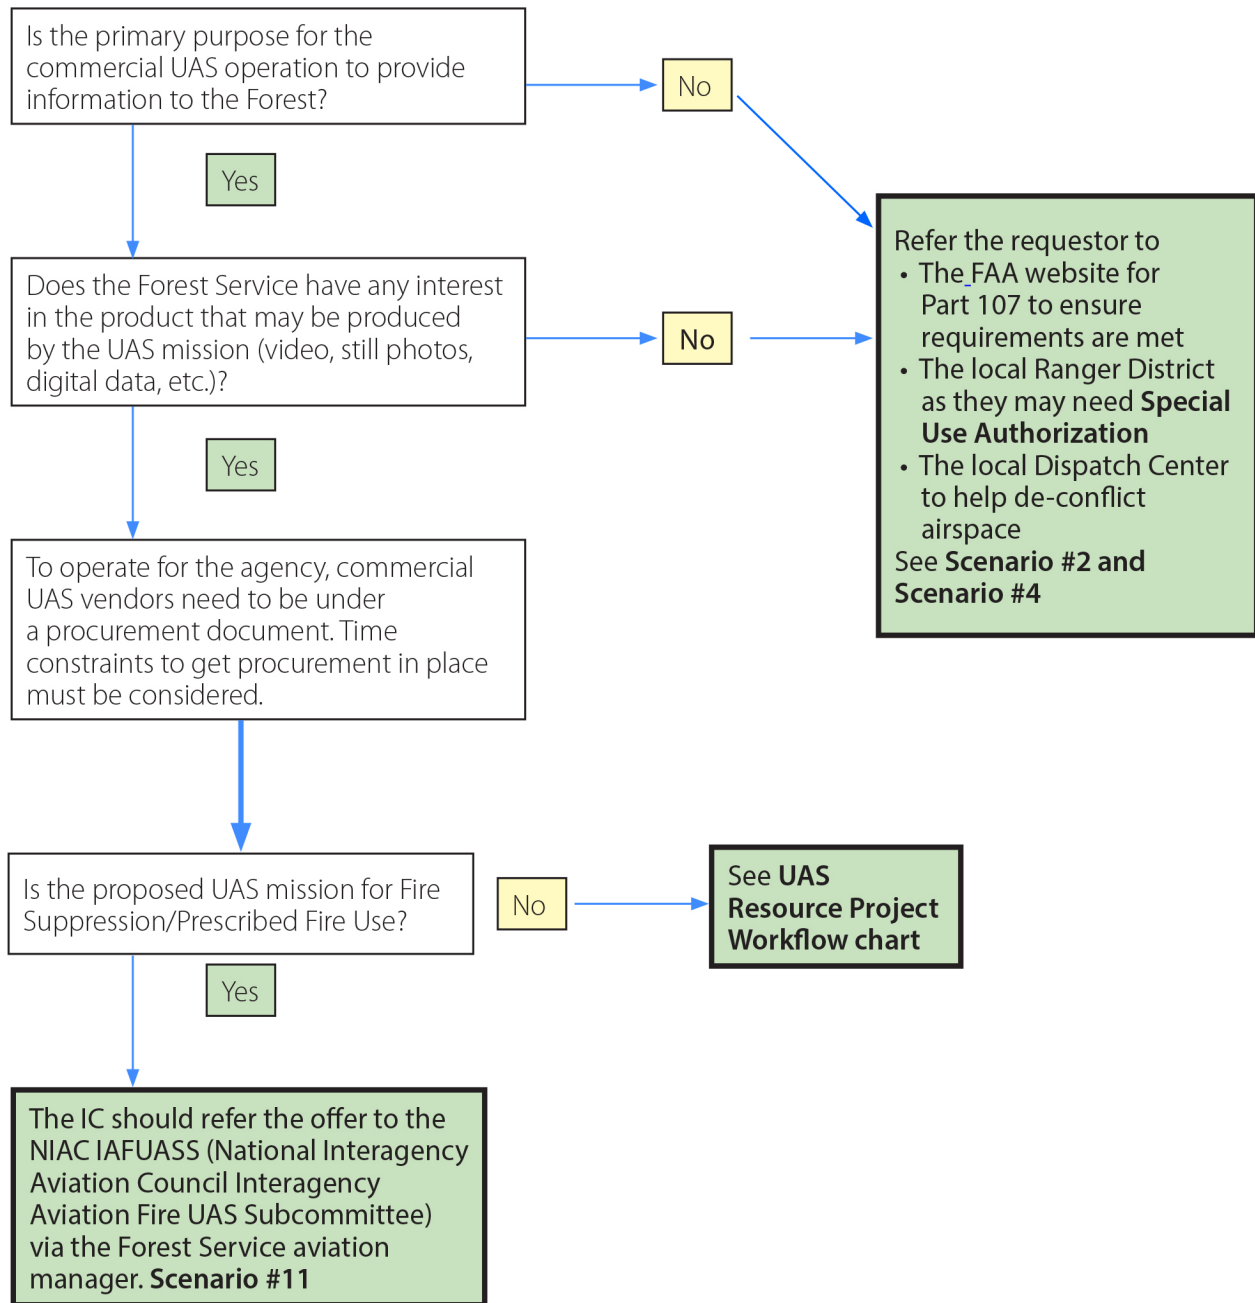 Is the primary purpose for the
commercial UAS operation to provide
information to the Forest?
No
Yes
Refer the requestor to
• The FAA website for
Part 107 to ensure
requirements are met
• The local Ranger District
as they may need Special
Use Authorization
• The local Dispatch Center
to help de-conflict
airspace
See Scenario #2 and
Scenario #4
Does the Forest Service have any interest
in the product that may be produced
by the UAS mission (video, still photos,
digital data, etc.)?
No
Yes
To operate for the agency, commercial
UAS vendors need to be under
a procurement document. Time
constraints to get procurement in place
must be considered.
Is the proposed UAS mission for Fire
Suppression/Prescribed Fire Use?
No
See UAS
Resource Project
Workflow chart
Yes
The IC should refer the offer to the
NIAC IAFUASS (National Interagency
Aviation Council Interagency
Aviation Fire UAS Subcommittee)
via the Forest Service aviation
manager. Scenario #11